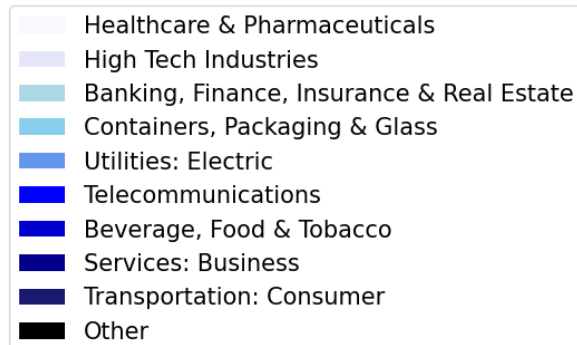 Healthcare & Pharmaceuticals
High Tech Industries
Banking, Finance, Insurance & Real Estate
Containers, Packaging & Glass
Utilities: Electric
Telecommunications
Beverage, Food & Tobacco
Services: Business
Transportation: Consumer
Other